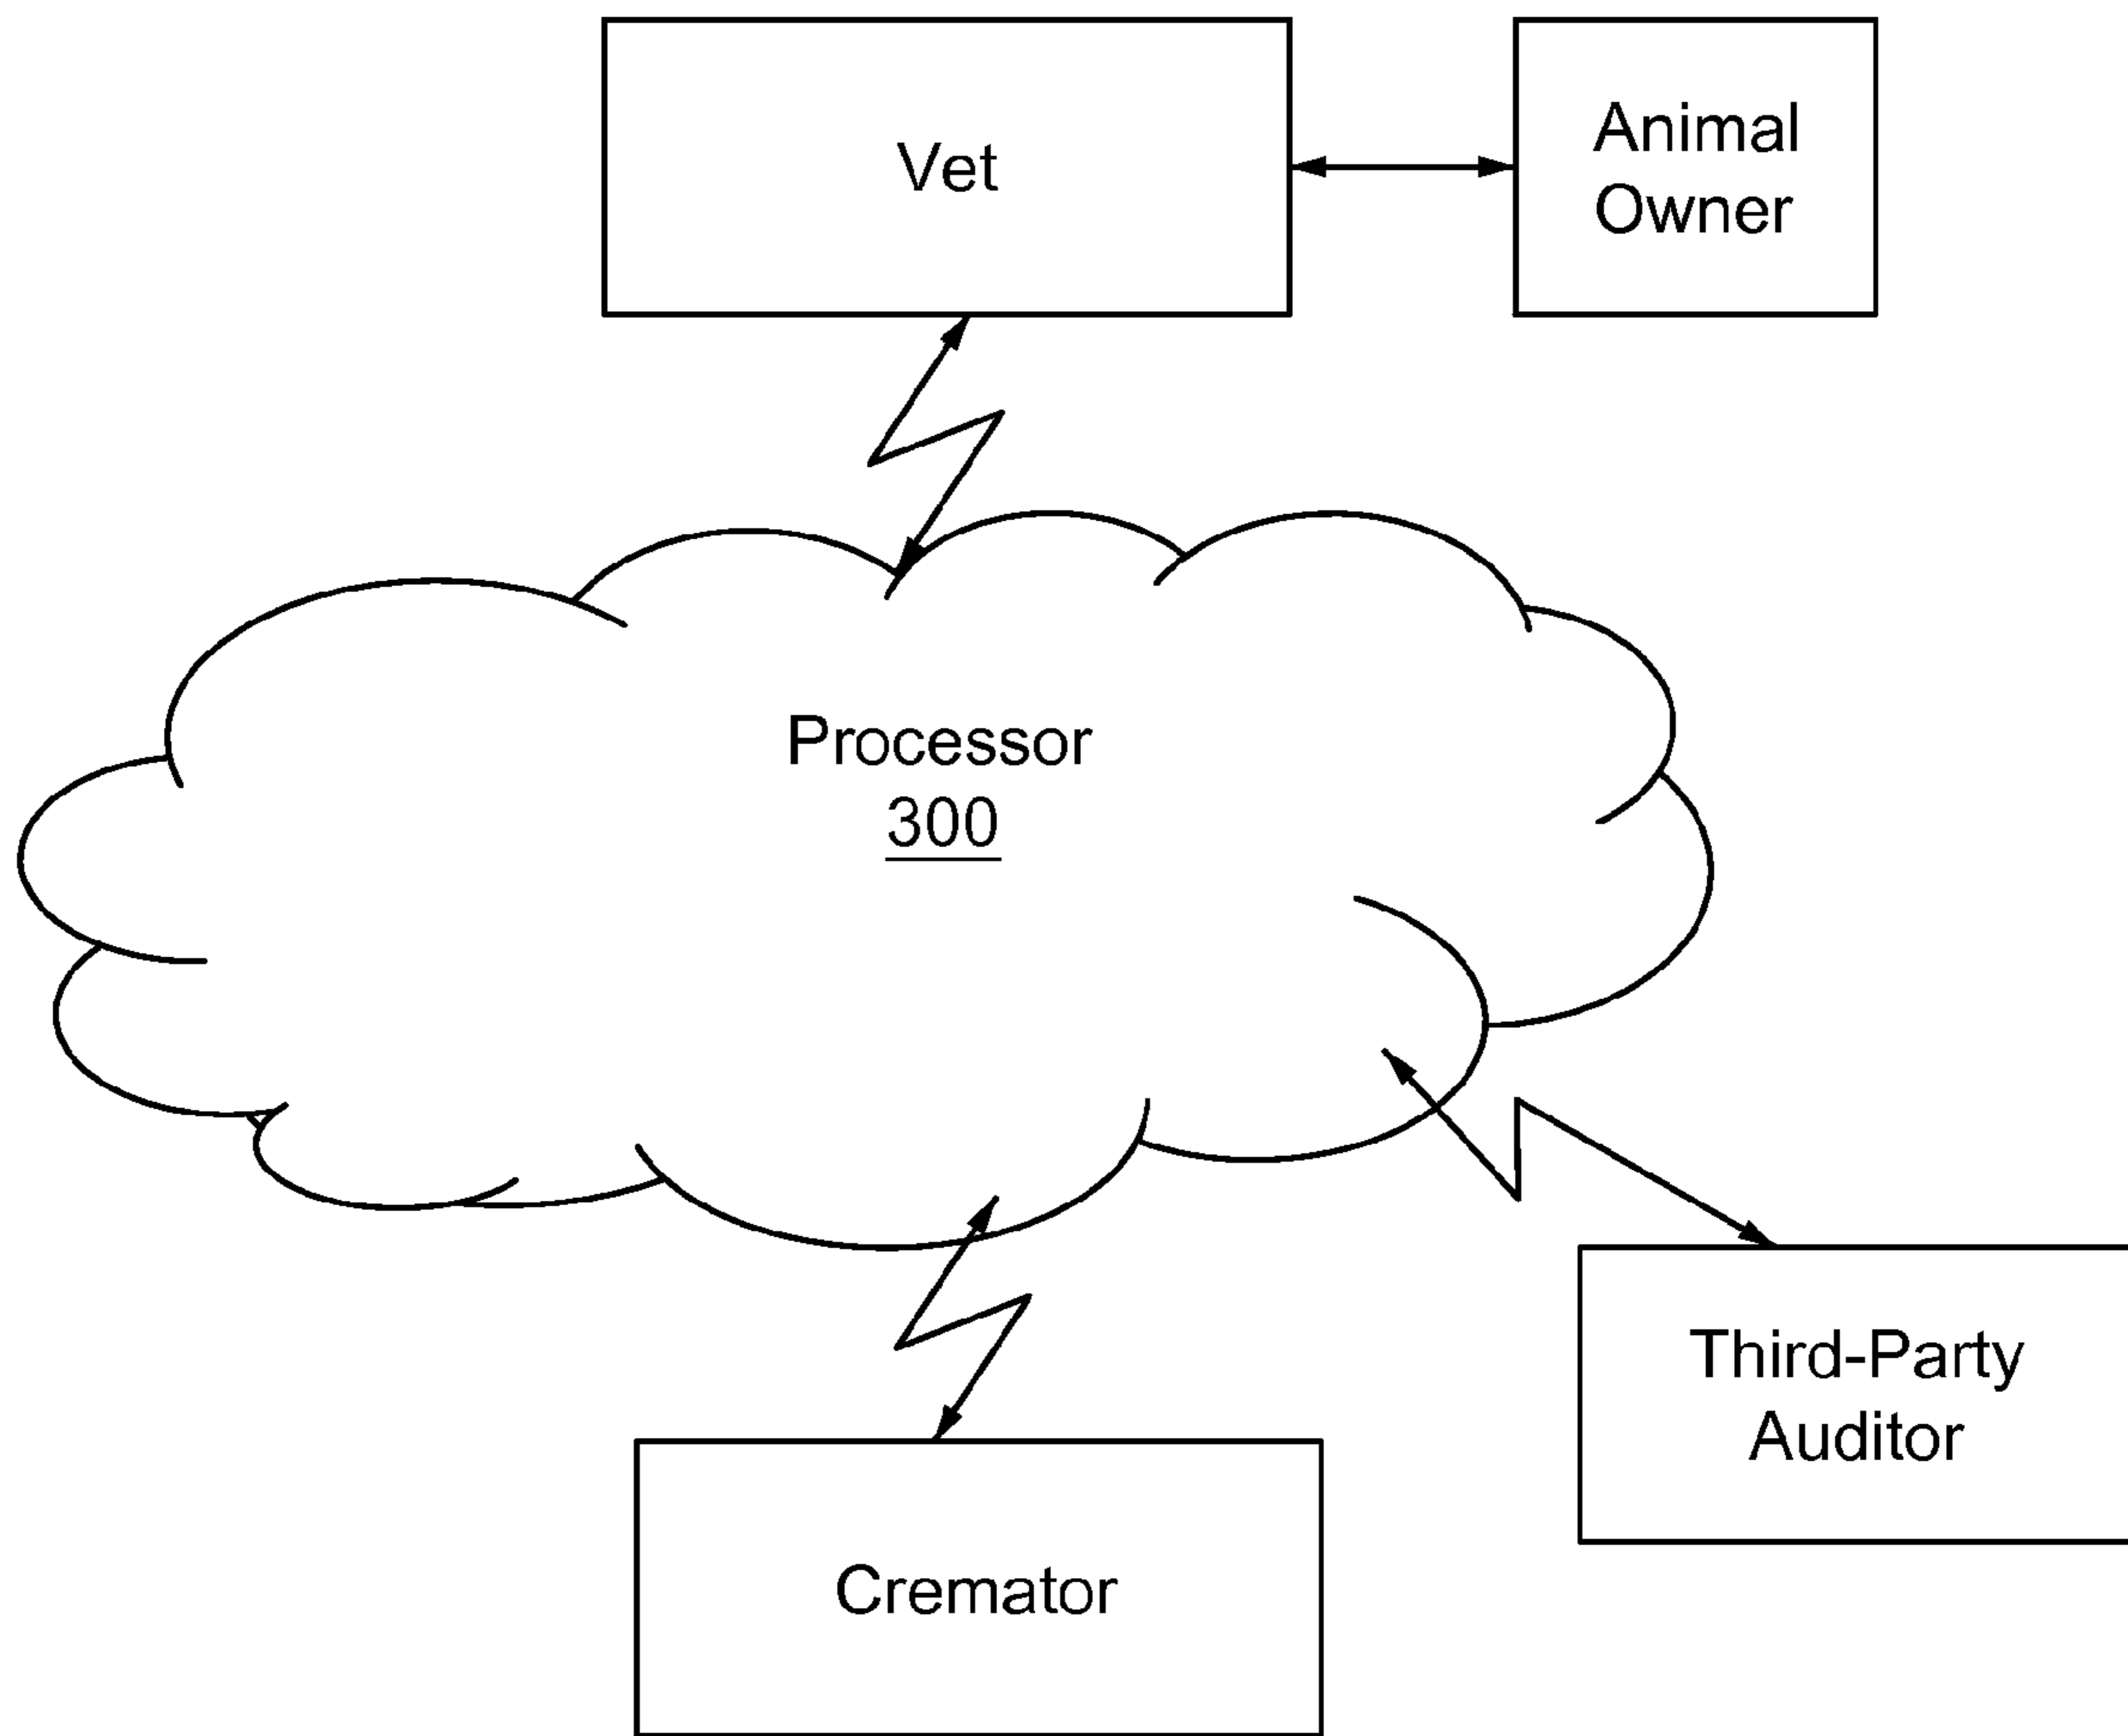 Vet
Animal
Owner
Processor
300
Third-Party
Auditor
Cremator